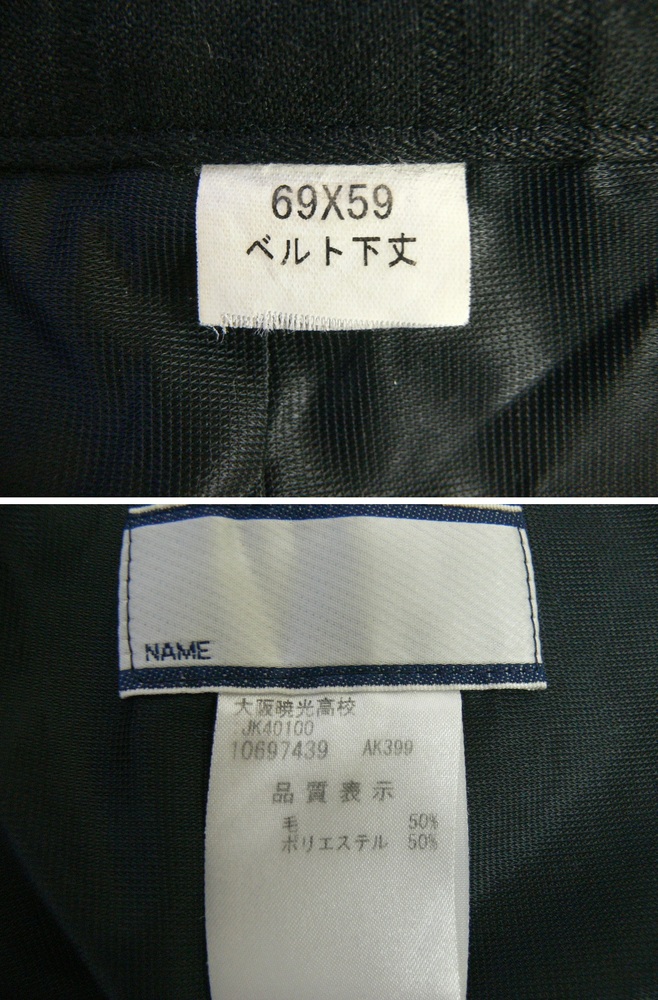 69X59
ベルト下丈
NAME
大阪暁光高校
JK40100
10697439 AK399
品質表示
毛 50%
ポリエステル 50%